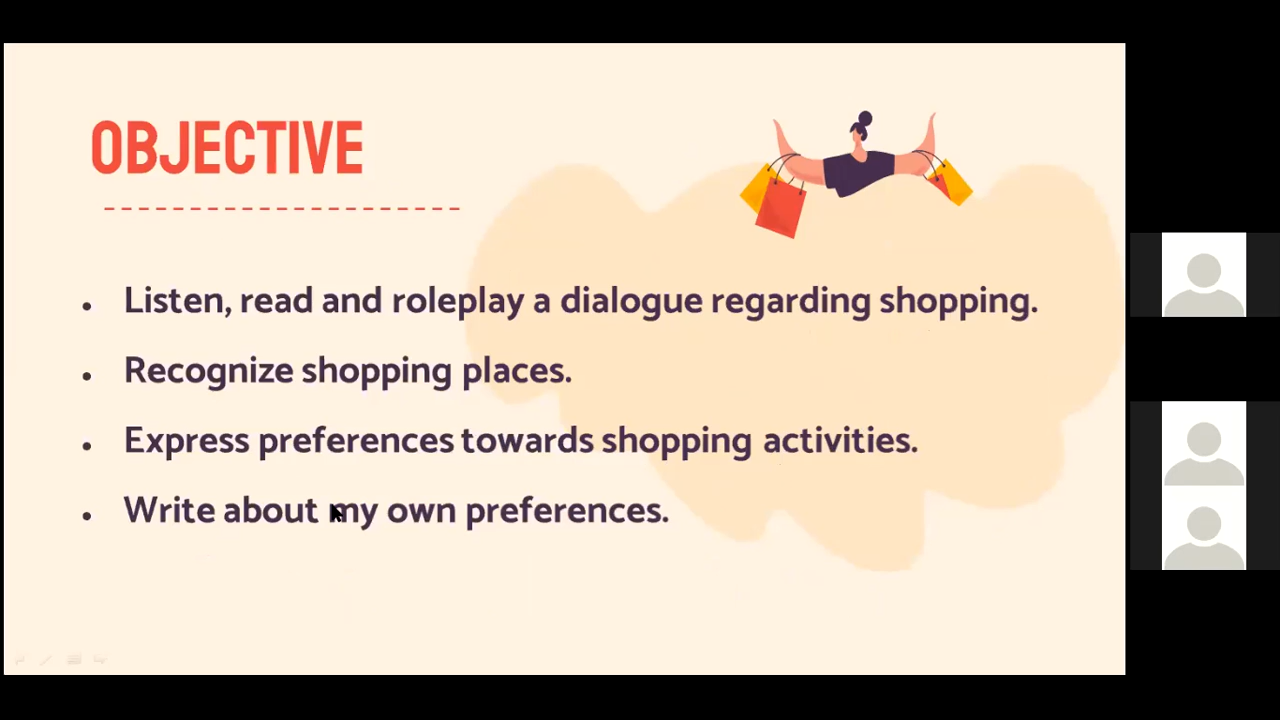 OBJECTIVE
Listen, read and roleplay a dialogue regarding shopping.
Recognize shopping places.
Express preferences towards shopping activities.
Write about my own preferences.